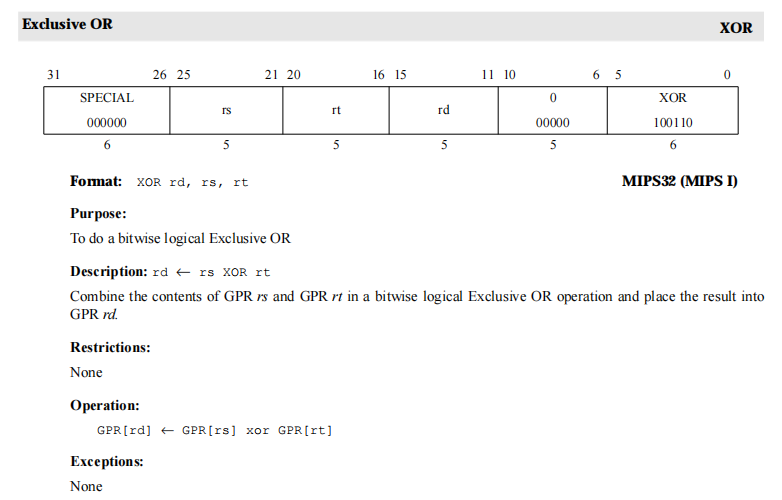 Exclusive OR XOR
31 26 25 21 20 16 15 11 10 6 5 0
SPECIAL rs rt rd 0 XOR
000000 00000 100110
6 5 5 5 5 6
Format: XOR rd, rs, rt MIPS32 (MIPS I)
Purpose:
To do a bitwise logical Exclusive OR
Description: rd ← rs XOR rt
Combine the contents of GPR rs and GPR rt in a bitwise logical Exclusive OR operation and place the result into
GPR rd.
Restrictions:
None
Operation:
GPR[rd] ← GPR[rs] xor GPR[rt]
Exceptions:
None